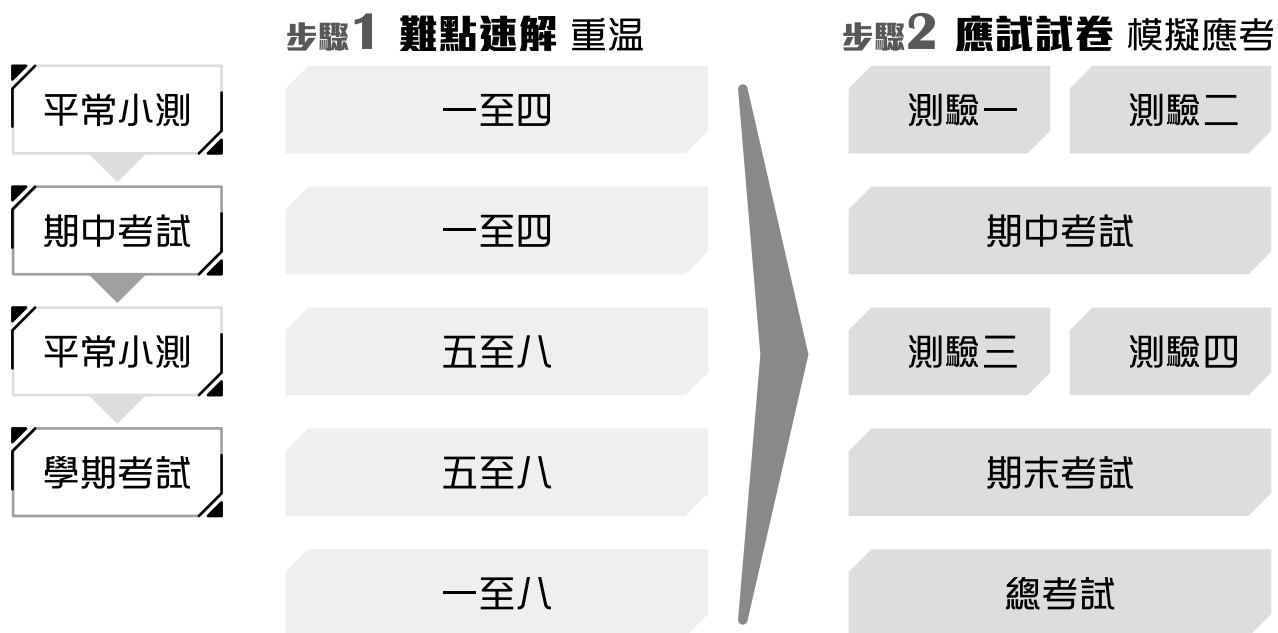 步驟1 難點速解 重温
步驟2 應試試卷 模擬應考
平常小測
一至四
測驗一
測驗二
期中考試
一至四
期中考試
平常小測
五至八
測驗三
測驗四
學期考試
五至八
期末考試
一至八
總考試